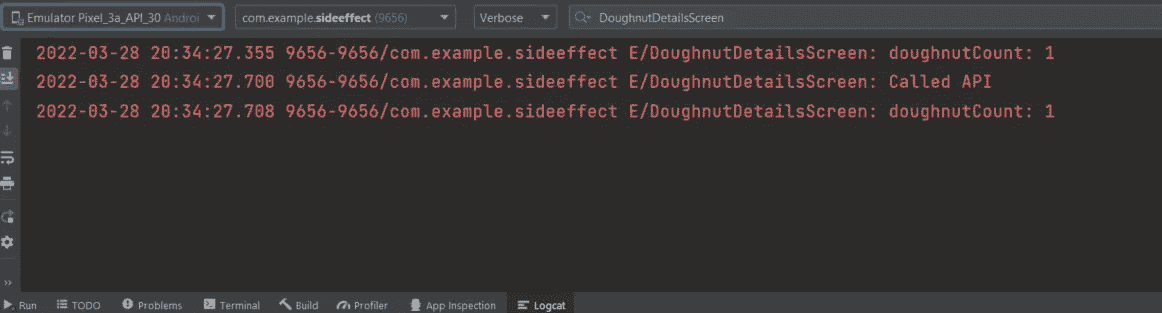 Emulator Pixel_3a_API_30 Androi com.example.sideeffect (9656) Verbose DoughnutDetailsScreen
2022-03-28 20:34:27.355 9656-9656/com.example.sideeffect E/DoughnutDetailsScreen: doughnutCount: 1
2022-03-28 20:34:27.700 9656-9656/com.example.sideeffect E/DoughnutDetailsScreen: Called API
2022-03-28 20:34:27.708 9656-9656/com.example.sideeffect E/DoughnutDetailsScreen: doughnutCount: 1
Run TODO Problems Terminal Build Profiler App Inspection Logcat